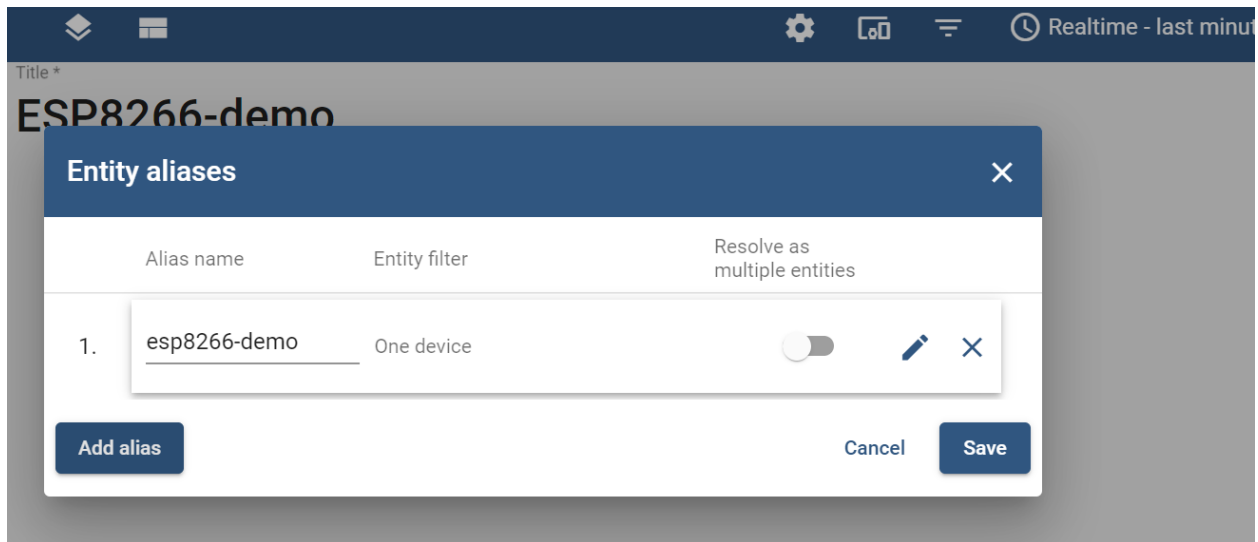 Realtime - last minut
Title *
ESP8266-demo
Entity aliases
Alias name
Entity filter
Resolve as
multiple entities
1.
esp8266-demo
One device
Add alias
Cancel
Save